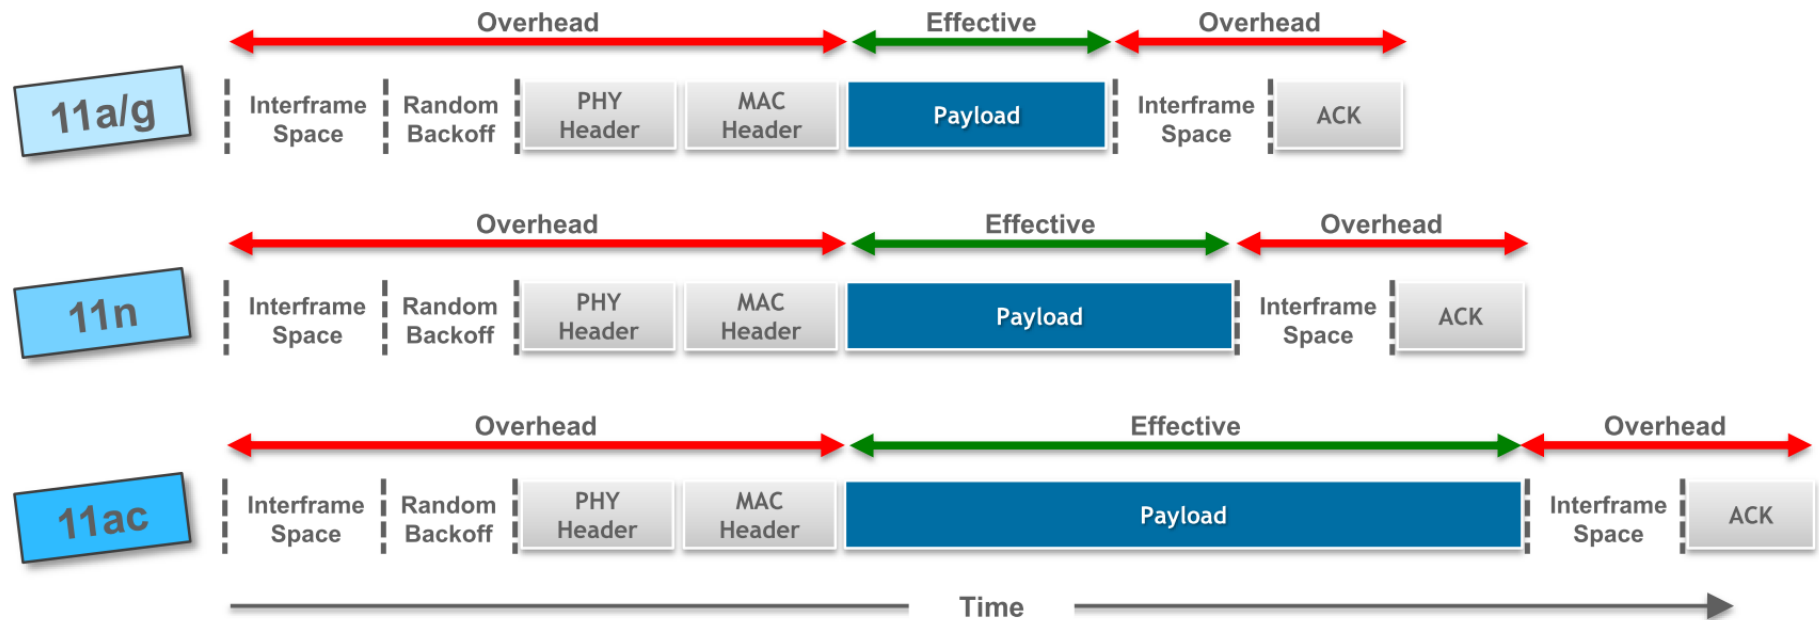 Overhead Effective Overhead
11a/g
Interframe Space
Random Backoff
PHY Header
MAC Header
Payload
Interframe Space
ACK
Overhead Effective Overhead
11n
Interframe Space
Random Backoff
PHY Header
MAC Header
Payload
Interframe Space
ACK
Overhead Effective Overhead
11ac
Interframe Space
Random Backoff
PHY Header
MAC Header
Payload
Interframe Space
ACK
Time